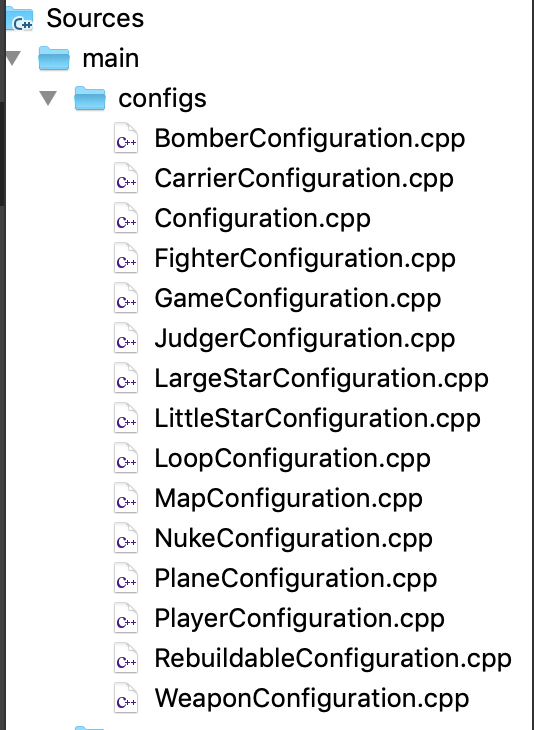 Sources
main
configs
BomberConfiguration.cpp
CarrierConfiguration.cpp
Configuration.cpp
FighterConfiguration.cpp
GameConfiguration.cpp
JudgerConfiguration.cpp
LargeStarConfiguration.cpp
LittleStarConfiguration.cpp
LoopConfiguration.cpp
MapConfiguration.cpp
NukeConfiguration.cpp
PlaneConfiguration.cpp
PlayerConfiguration.cpp
RebuildableConfiguration.cpp
WeaponConfiguration.cpp